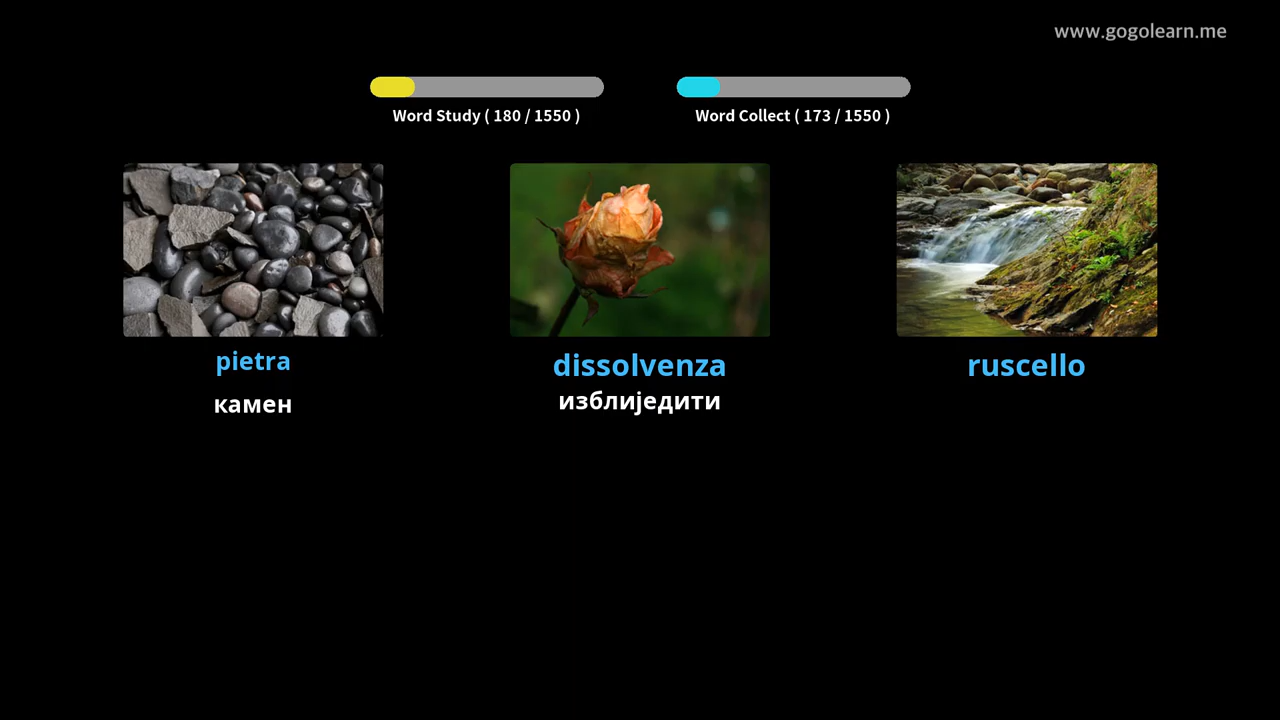 www.gogolearn.me
Word Study ( 180 / 1550 )
Word Collect ( 173 / 1550 )
pietra
камен
dissolvenza
изблиједити
ruscello